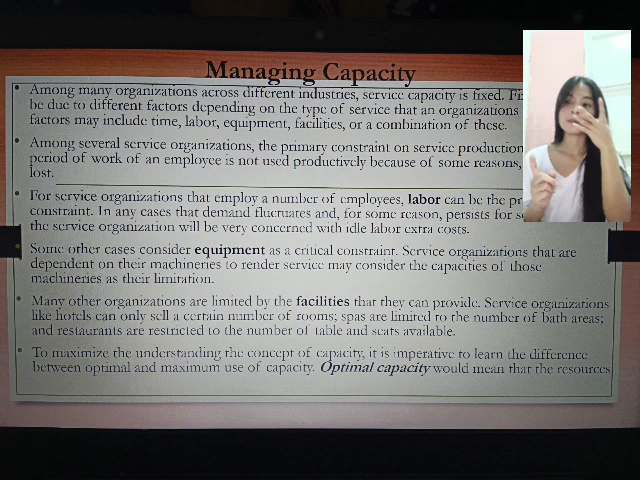 Managing Capacity
• Among many organizations across different industries, service capacity is fixed.
be due to different factors depending on the type of service that an organizations
factors may include time, labor, equipment, facilities, or a combination of these.
• Among several service organizations, the primary constraint on service production
period of work of an employee is not used productively because of some reasons,
lost.
• For service organizations that employ a number of employees, labor can be the
constraint. In any cases that demand fluctuates and, for some reason, persists for
the service organization will be very concerned with idle labor extra costs.
• Some other cases consider equipment as a critical constraint. Service organizations that are
dependent on their machineries to render service may consider the capacities of those
machineries as their limitation.
• Many other organizations are limited by the facilities that they can provide. Service organizations
like hotels can only sell a certain number of rooms; spas are limited to the number of bath areas;
and restaurants are restricted to the number of table and seats available.
• To maximize the understanding the concept of capacity, it is imperative to learn the difference
between optimal and maximum use of capacity. Optimal capacity would mean that the resources